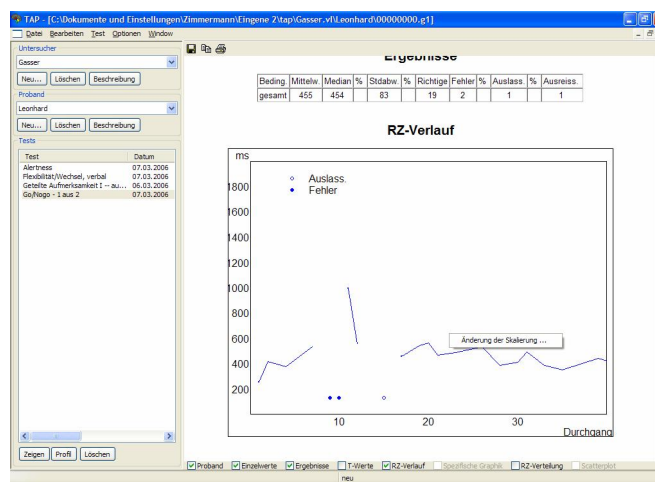 TAP - [C:\Dokumente und Einstellungen\Zimmermann\Eingene 2\tap\Gasser.vl\Leonhard\00000000.g1]
Datei Bearbeiten Test Optionen Window
Untersucher
Gasser
Neu... Löschen Beschreibung
Proband
Leonhard
Neu... Löschen Beschreibung
Tests
Test Datum
Alertness 07.03.2006
Flexibilität/Wechsel, verbal 07.03.2006
Geteilte Aufmerksamkeit I -- au... 06.03.2006
Go/Nogo - 1 aus 2 07.03.2006
Zeigen Profil Löschen
Ergebnisse
Beding. Mittelw. Median % Stdabw. % Richtige Fehler % Auslass. % Ausreiss.
gesamt 455 454 83 19 2 1 1
RZ-Verlauf
ms
Auslass.
Fehler
1800
1600
1400
1200
1000
800
600
400
200
Änderung der Skalierung ...
10 20 30
Durchgang
Proband Einzelwerte Ergebnisse T-Werte RZ-Verlauf Spezifische Graphik RZ-Verteilung Scatterplot
neu